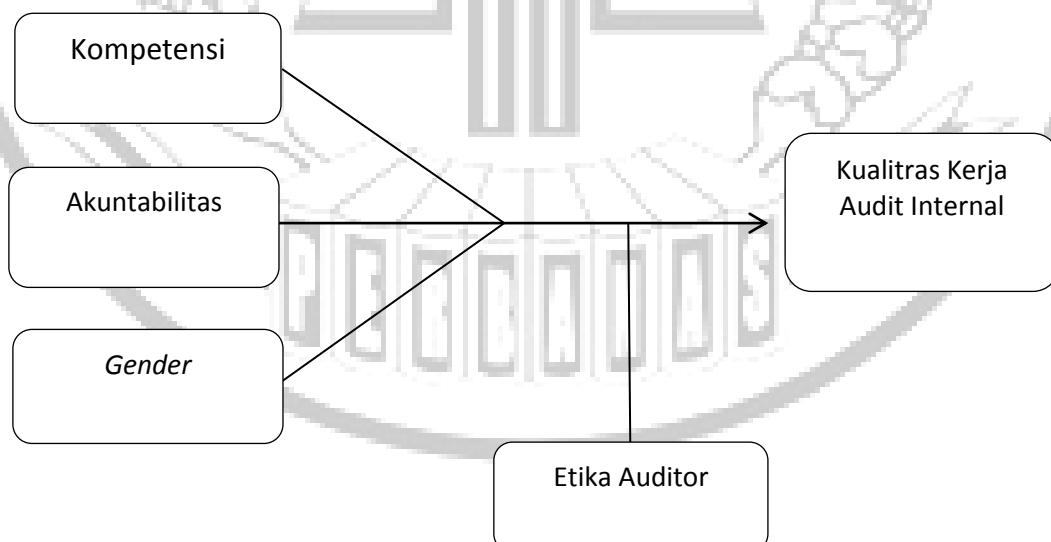 Kompetensi
Akuntabilitas
Gender
Kualitras Kerja
Audit Internal
Etika Auditor